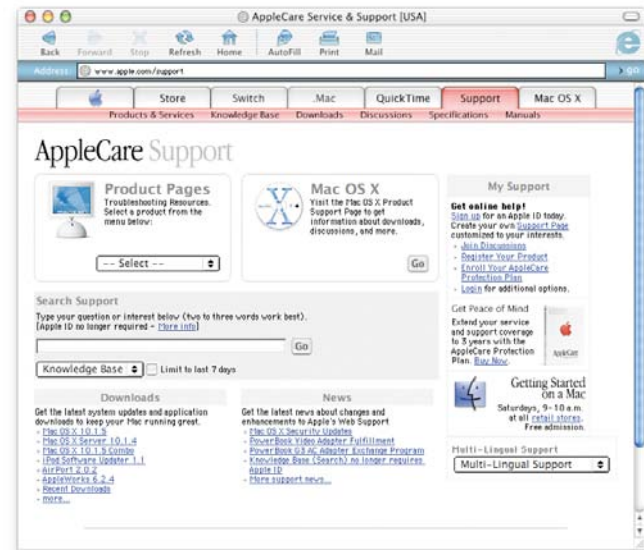 AppleCare Service & Support [USA]
Back Forward Stop Refresh Home AutoFill Print Mail
Address: www.apple.com/support go
Store Switch .Mac QuickTime Support Mac OS X
Products & Services Knowledge Base Downloads Discussions Specifications Manuals
AppleCare Support
Product Pages
Troubleshooting Resources.
Select a product from the
menu below:
-- Select --
Mac OS X
Visit the Mac OS X Product
Support Page to get
information about downloads,
discussions, and more.
Go
My Support
Get online help!
Sign up for an Apple ID today.
Create your own Support Page
customized to your interests.
- Join Discussions
- Register Your Product
- Enroll Your AppleCare
Protection Plan
- Login for additional options.
Search Support
Type your question or interest below (two to three words work best).
[Apple ID no longer required - More info]
Go
Knowledge Base Limit to last 7 days
Get Peace of Mind
Extend your service
and support coverage
to 3 years with the
AppleCare Protection
Plan. Buy Now.
AppleCare
Getting Started
on a Mac
Saturdays, 9-10 a.m.
at all retail stores.
Free admission.
Downloads
Get the latest system updates and application
downloads to keep your Mac running great.
- Mac OS X 10.1.5
- Mac OS X Server 10.1.4
- Mac OS X 10.1.5 Combo
- iPod Software Updater 1.1
- AirPort 2.0.2
- AppleWorks 6.2.4
- Recent Downloads
- more...
News
Get the latest news about changes and
enhancements to Apple's Web Support
- Mac OS X Security Updates
- PowerBook Video Adapter Fulfillment
- PowerBook G3 AC Adapter Exchange Program
- Knowledge Base (Search) no longer requires
Apple ID
- More support news...
Multi-Lingual Support
Multi-Lingual Support